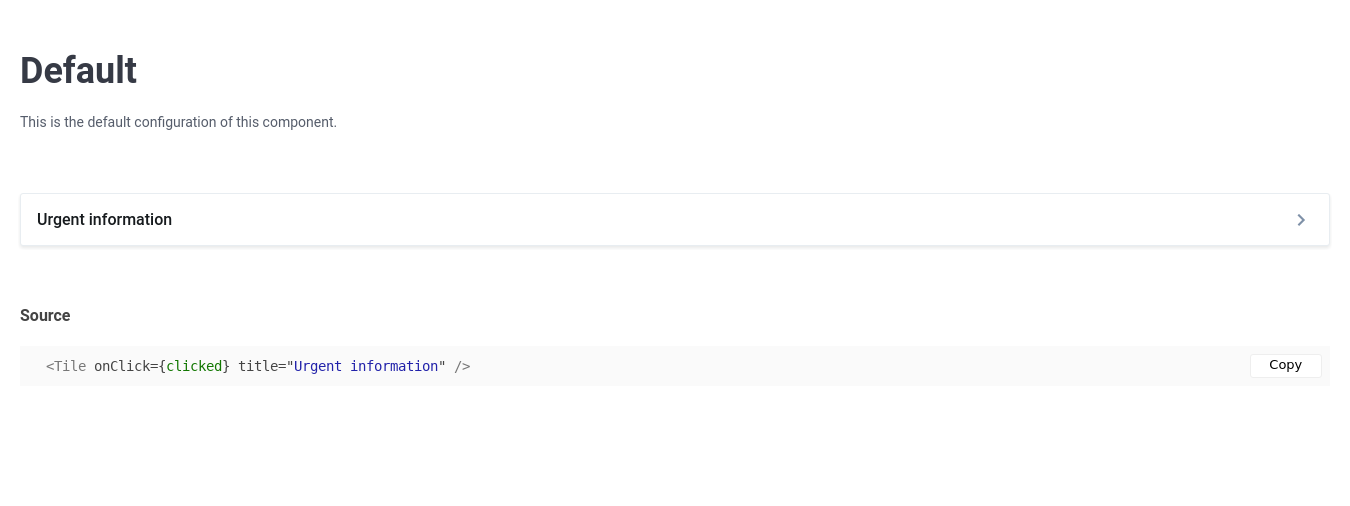 Default
This is the default configuration of this component.
Urgent information
Source
<Tile onClick={clicked} title="Urgent information" />
Copy